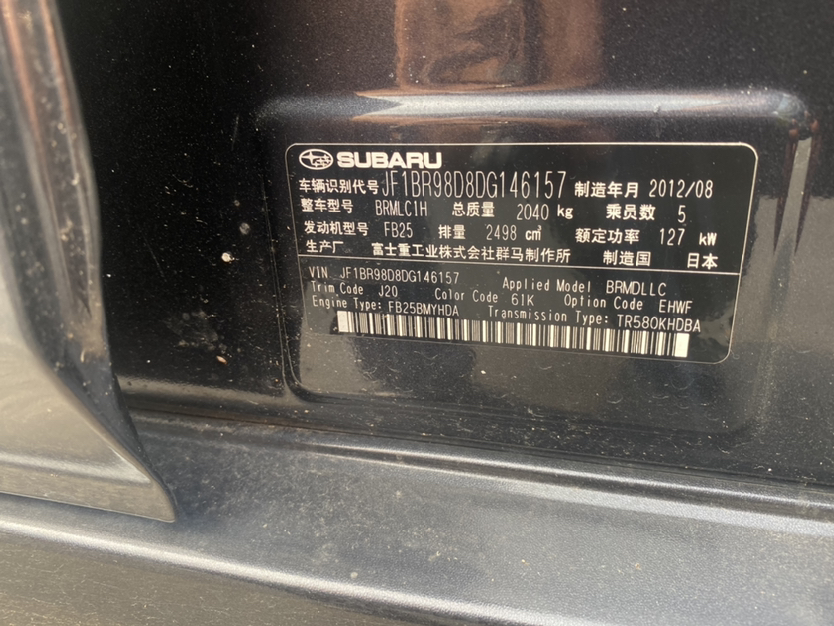 SUBARU
车辆识别代号 JF1BR98D8DG146157 制造年月 2012/08
整车型号 BRMLC1H 总质量 2040 kg 乘员数 5
发动机型号 FB25 排量 2498 cm³ 额定功率 127 kW
生产厂 富士重工业株式会社群马制作所 制造国 日本
VIN JF1BR98D8DG146157 Applied Model BRMDLLC
Trim Code J20 Color Code 61K Option Code EHWF
Engine Type: FB25BMYHDA Transmission Type: TR580KHDBA